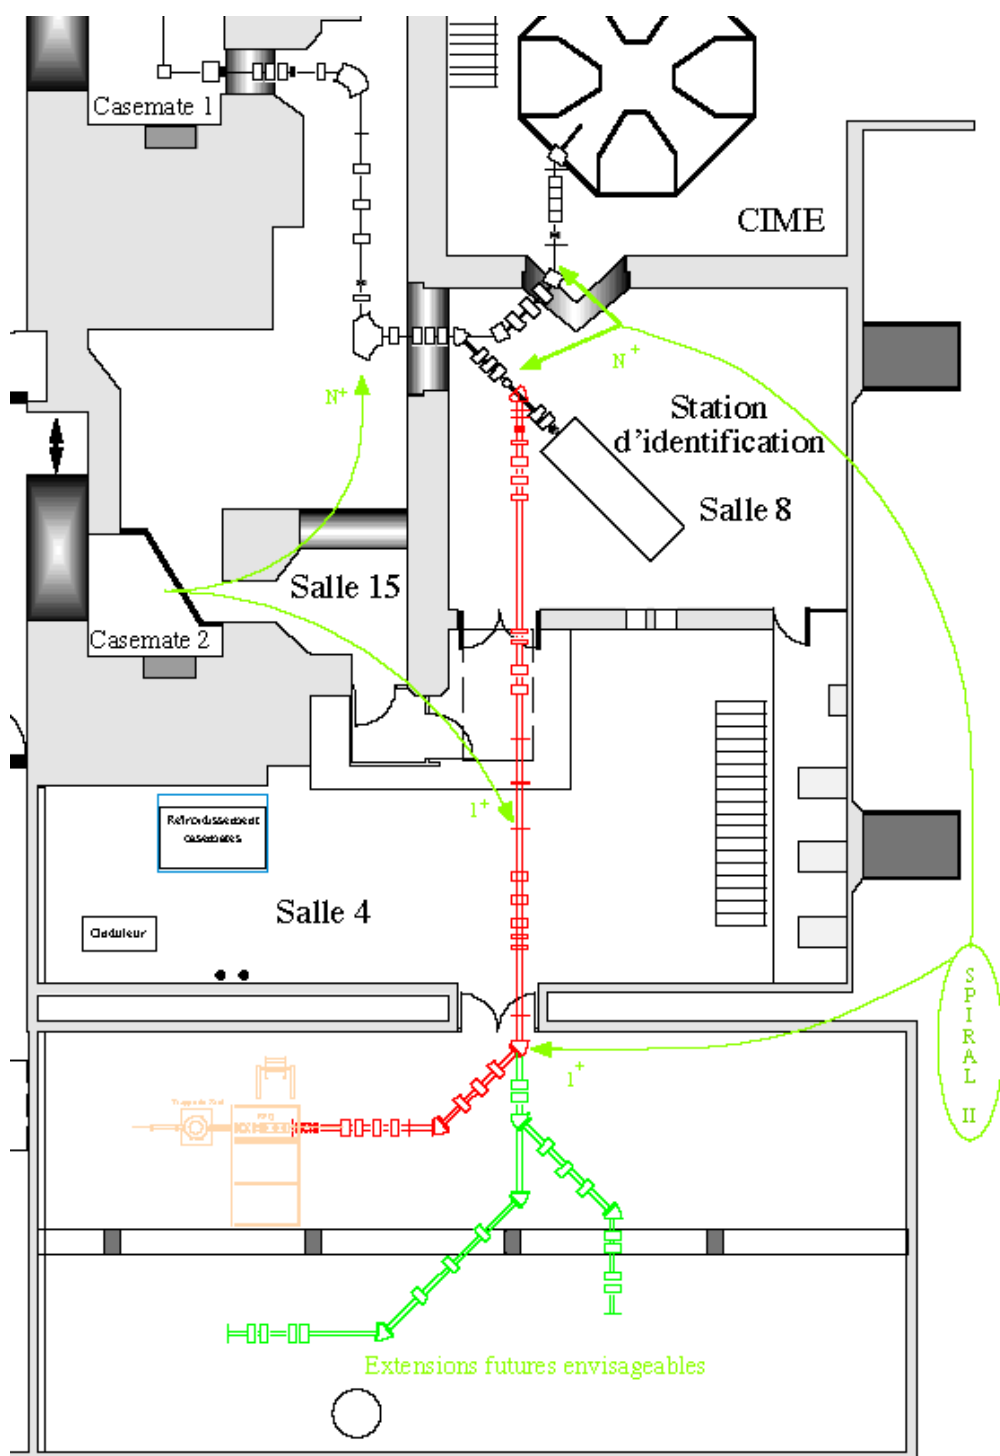 Casemate 1
CIME
N+
N+
Station
d'identification
Salle 8
Salle 15
Casemate 2
1+
Refroidissement
casemates
Salle 4
Onduleur
SPIRAL II
1+
Extensions futures envisageables